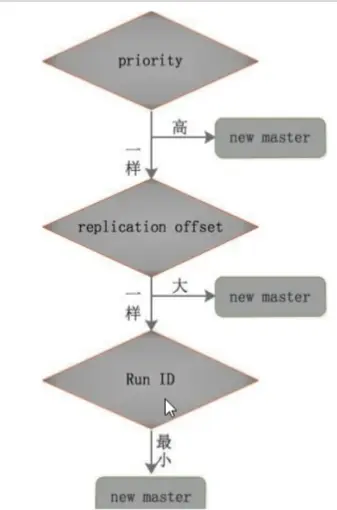 priority
高
new master
一样
replication offset
大
new master
一样
Run ID
最小
new master